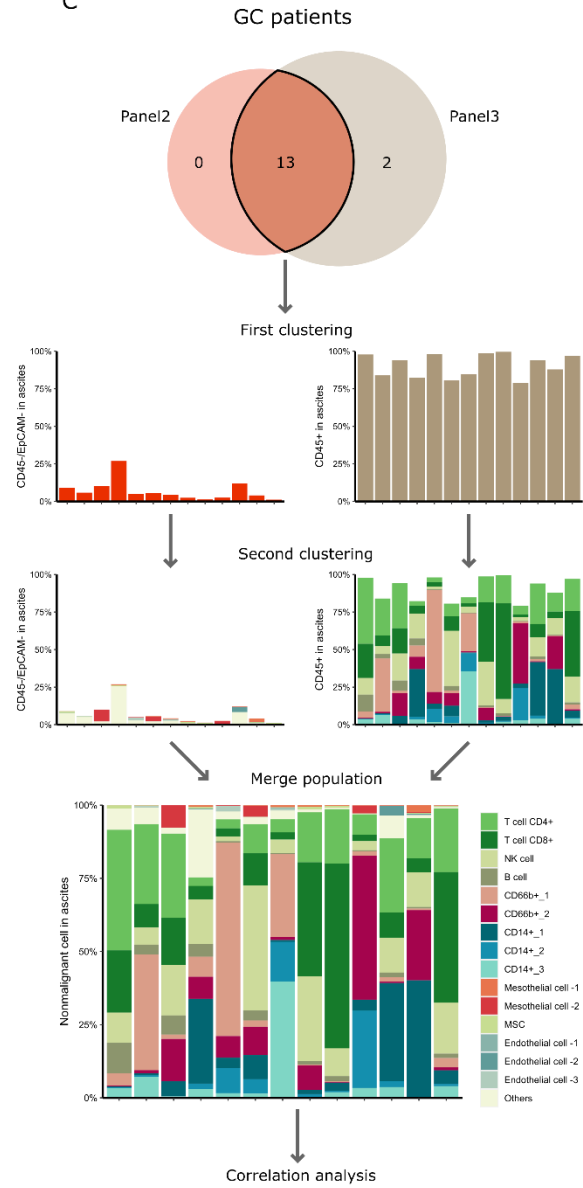 C
GC patients
Panel2
Panel3
0
13
2
First clustering
CD45-/EpCAM- in ascites
100%
75%
50%
25%
0%
CD45+ in ascites
100%
75%
50%
25%
0%
Second clustering
CD45-/EpCAM- in ascites
100%
75%
50%
25%
0%
CD45+ in ascites
100%
75%
50%
25%
0%
Merge population
Nonmalignant cell in ascites
100%
75%
50%
25%
0%
T cell CD4+
T cell CD8+
NK cell
B cell
CD66b+_1
CD66b+_2
CD14+_1
CD14+_2
CD14+_3
Mesothelial cell -1
Mesothelial cell -2
MSC
Endothelial cell -1
Endothelial cell -2
Endothelial cell -3
Others
Correlation analysis